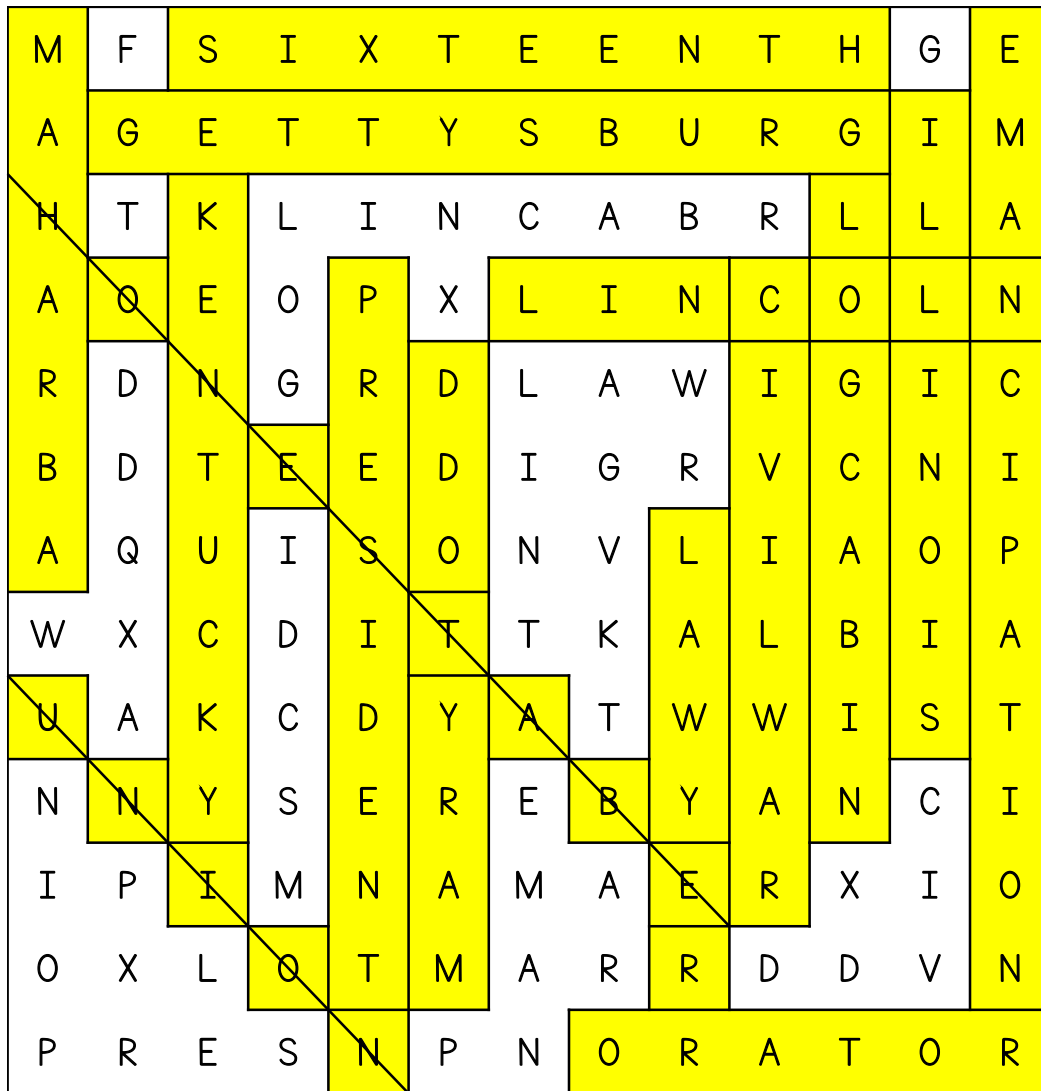 M F S I X T E E N T H G E
A G E T T Y S B U R G I M
H T K L I N C A B R L L A
A O E O P X L I N C O L N
R D N G R D L A W I G I C
B D T E E D I G R V C N I
A Q U I S O N V L I A O P
W X C D I T T K A L B I A
U A K C D Y A T W W I S T
N N Y S E R E B Y A N C I
I P I M N A M A E R X I O
O X L O T M A R R D D V N
P R E S N P N O R A T O R